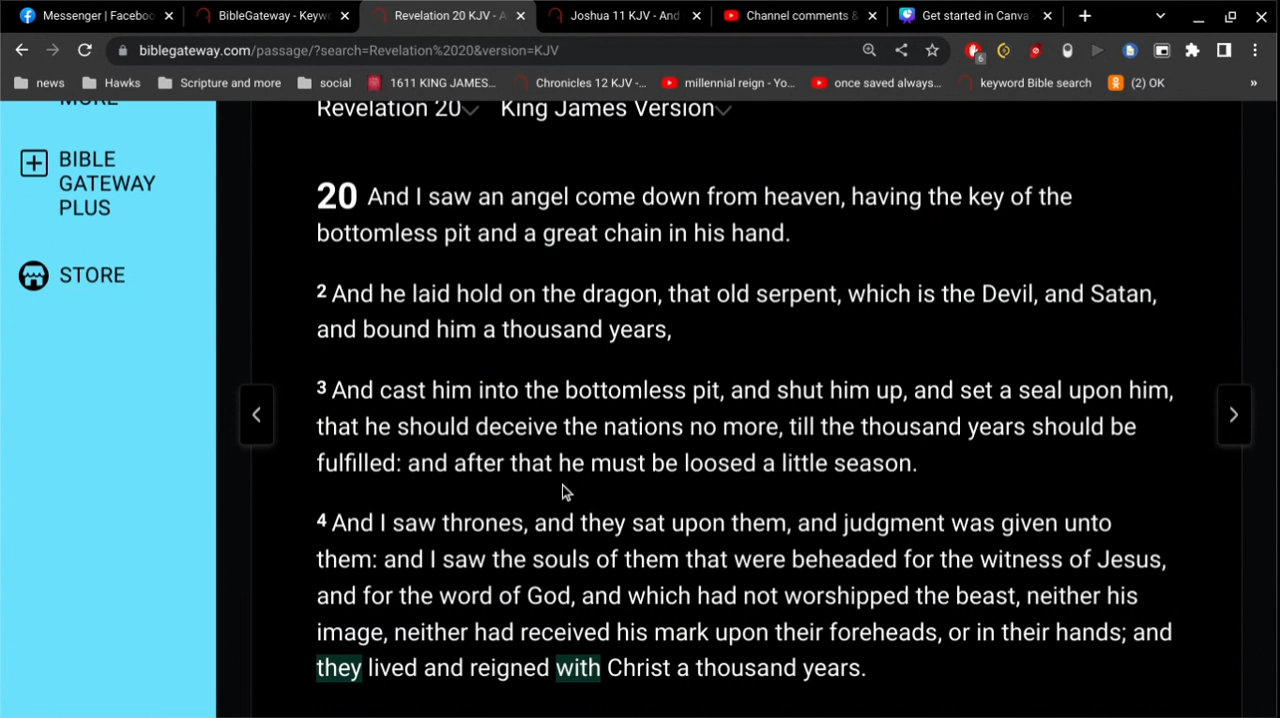 Messenger | Faceboo
BibleGateway - Keyw
Revelation 20 KJV - A
Joshua 11 KJV - And
Channel comments &
Get started in Canva
biblegateway.com/passage/?search=Revelation%2020&version=KJV
6
news
Hawks
Scripture and more
social
1611 KING JAMES...
Chronicles 12 KJV -...
millennial reign - Yo...
once saved always...
keyword Bible search
(2) OK
»
MORE
BIBLE
GATEWAY
PLUS
STORE
Revelation 20 King James Version
20 And I saw an angel come down from heaven, having the key of the
bottomless pit and a great chain in his hand.
2 And he laid hold on the dragon, that old serpent, which is the Devil, and Satan,
and bound him a thousand years,
3 And cast him into the bottomless pit, and shut him up, and set a seal upon him,
that he should deceive the nations no more, till the thousand years should be
fulfilled: and after that he must be loosed a little season.
4 And I saw thrones, and they sat upon them, and judgment was given unto
them: and I saw the souls of them that were beheaded for the witness of Jesus,
and for the word of God, and which had not worshipped the beast, neither his
image, neither had received his mark upon their foreheads, or in their hands; and
they lived and reigned with Christ a thousand years.